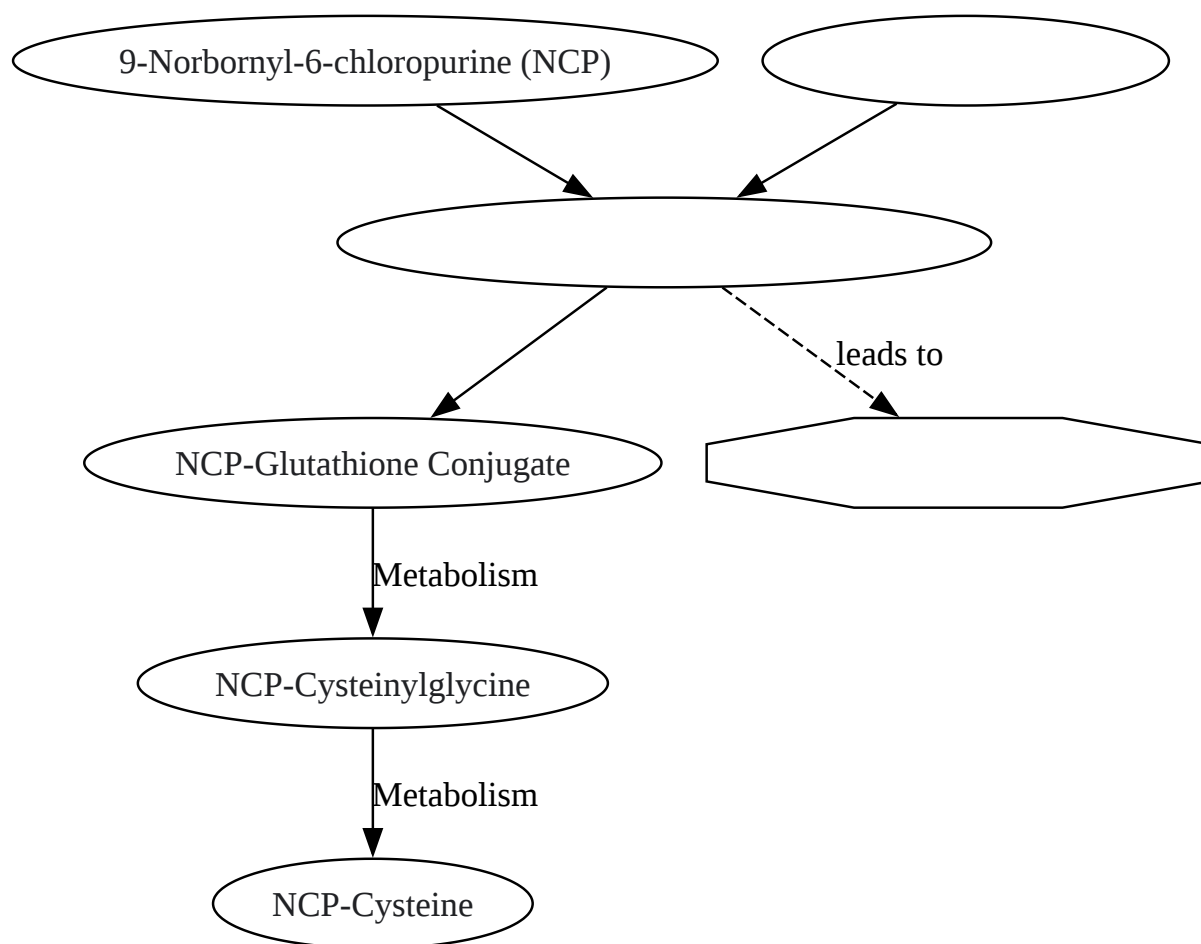 9-Norbornyl-6-chloropurine (NCP)
leads to
NCP-Glutathione Conjugate
Metabolism
NCP-Cysteinylglycine
Metabolism
NCP-Cysteine